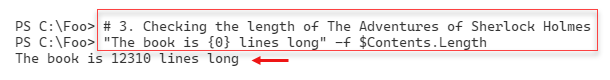 PS C:\Foo> # 3. Checking the length of The Adventures of Sherlock Holmes
PS C:\Foo> "The book is {0} lines long" -f $Contents.Length
The book is 12310 lines long